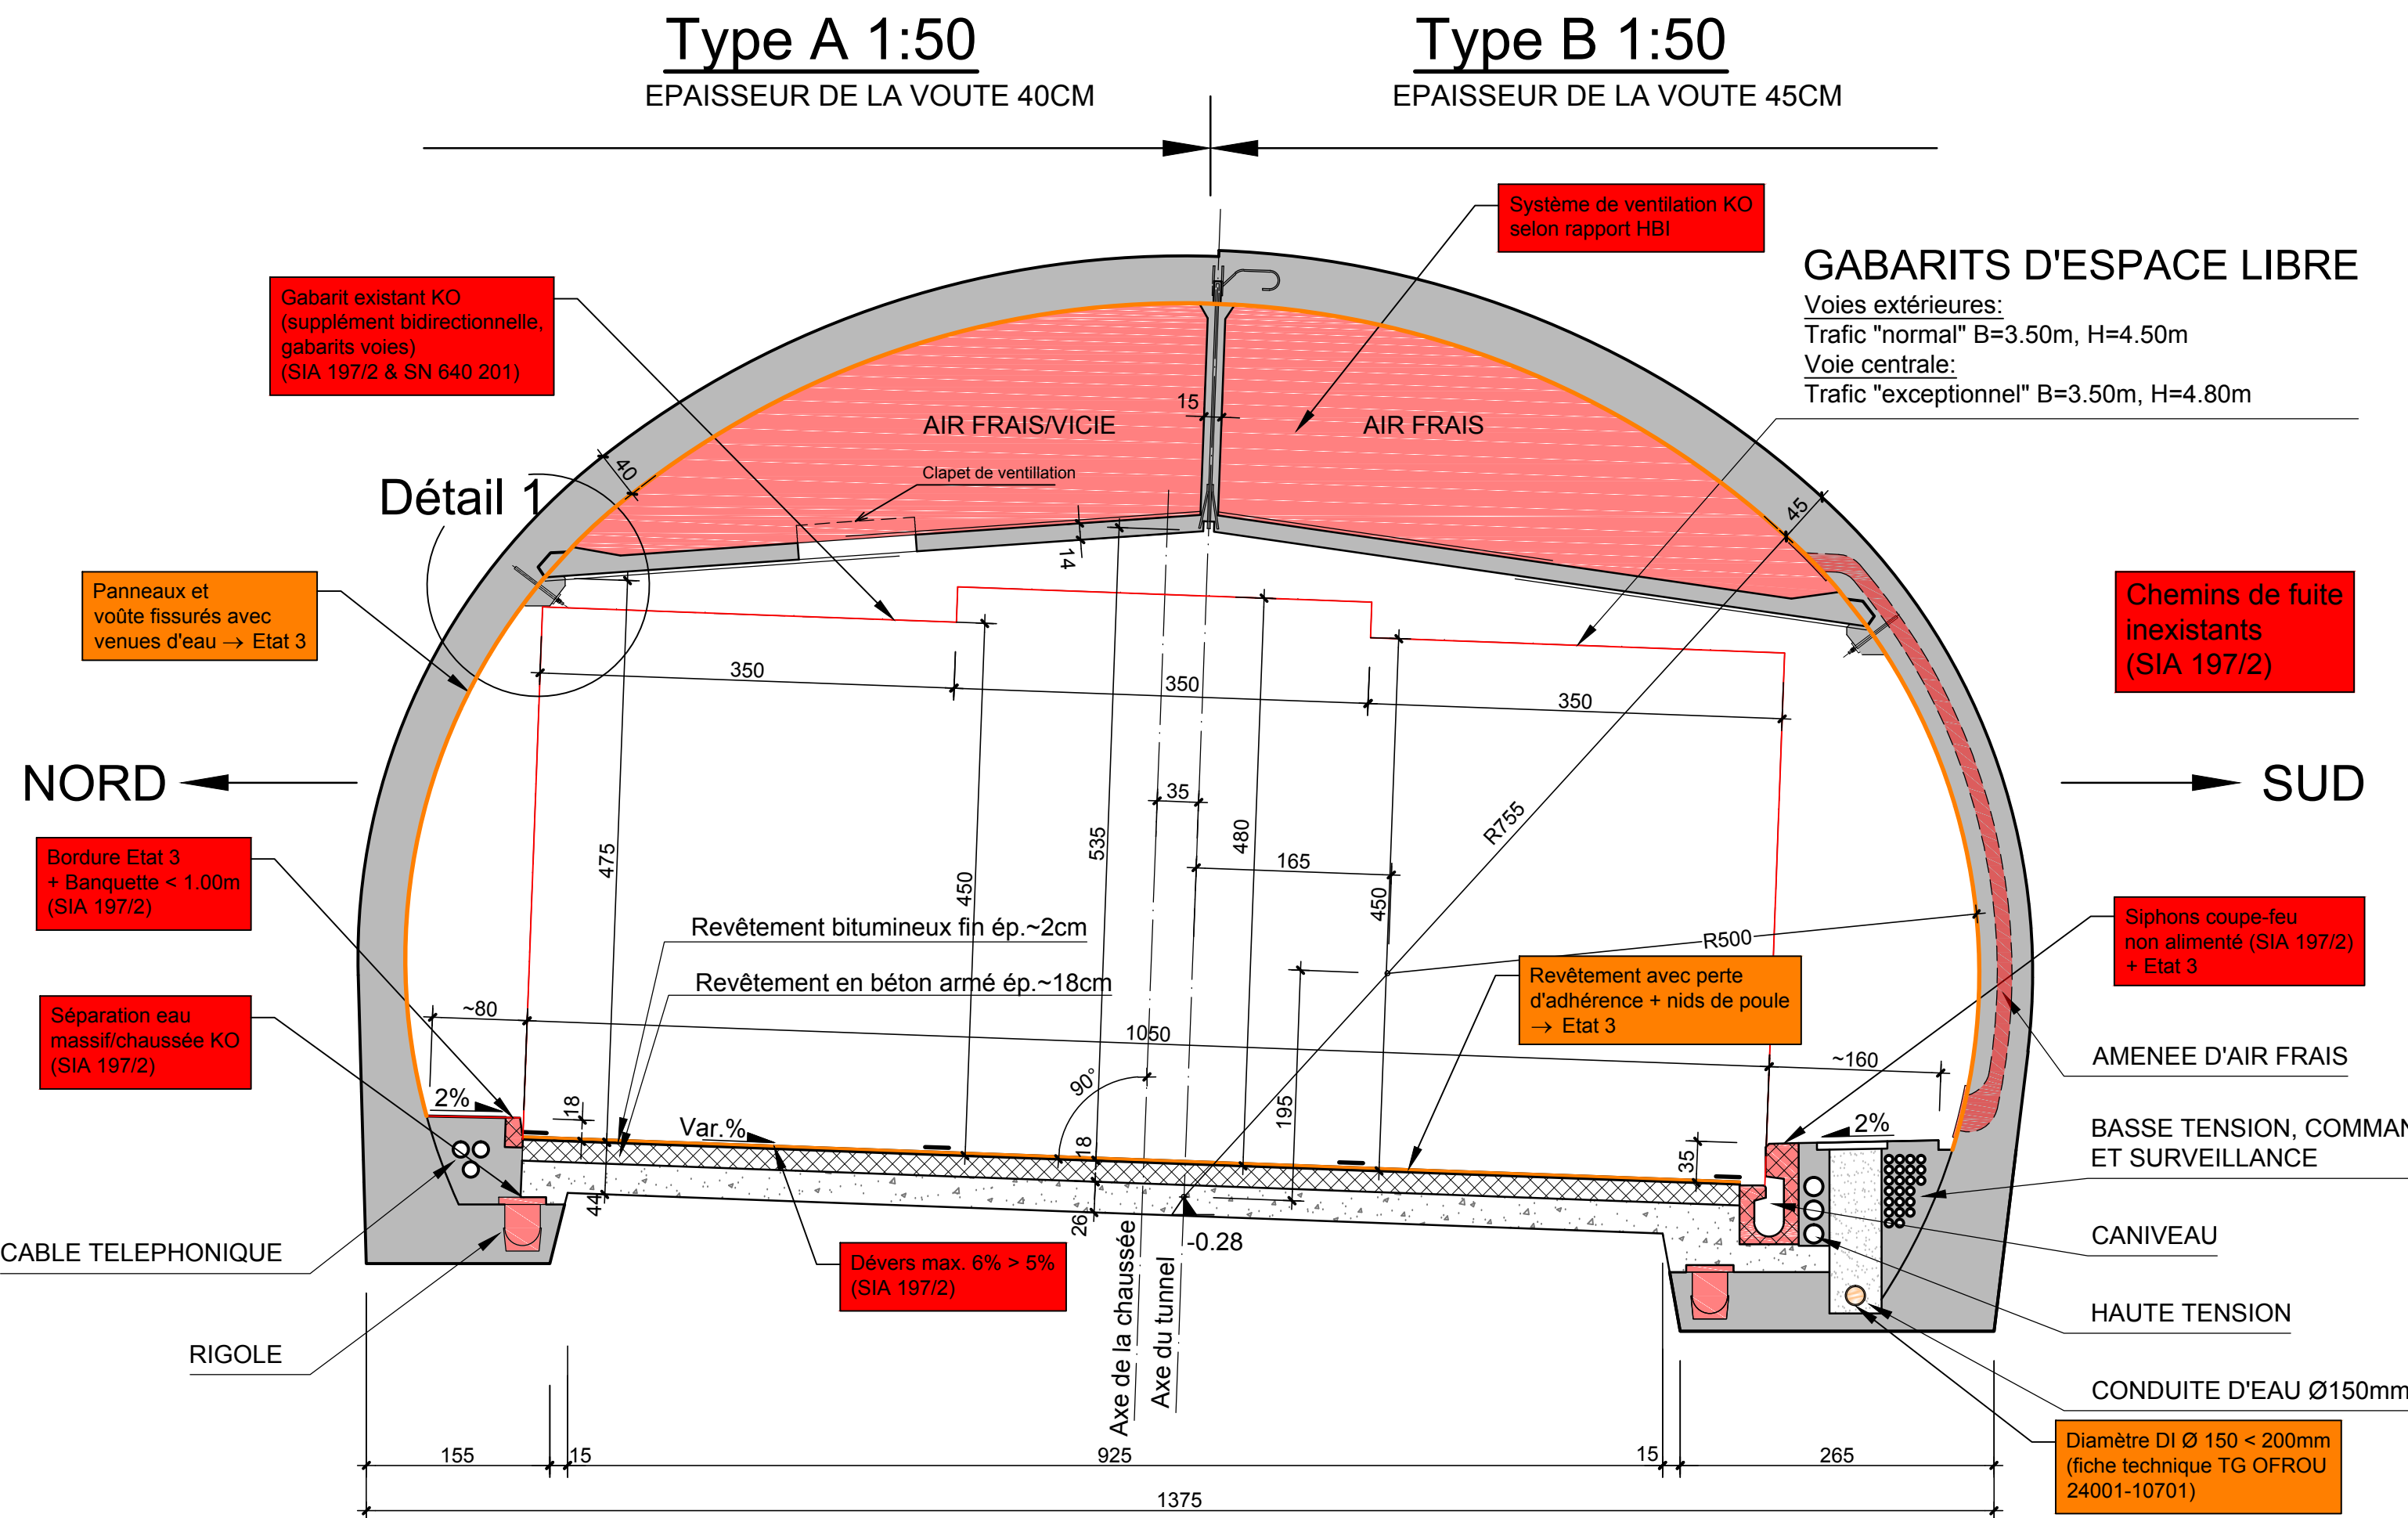 Type A 1:50
EPAISSEUR DE LA VOUTE 40CM
Type B 1:50
EPAISSEUR DE LA VOUTE 45CM
Système de ventilation KO
selon rapport HBI
GABARITS D'ESPACE LIBRE
Voies extérieures:
Trafic "normal" B=3.50m, H=4.50m
Voie centrale:
Trafic "exceptionnel" B=3.50m, H=4.80m
Gabarit existant KO
(supplément bidirectionnelle,
gabarits voies)
(SIA 197/2 & SN 640 201)
15
AIR FRAIS/VICIE
AIR FRAIS
Clapet de ventillation
40
45
Détail 1
14
Panneaux et
voûte fissurés avec
venues d'eau → Etat 3
Chemins de fuite
inexistants
(SIA 197/2)
350
350
350
NORD
SUD
35
475
535
480
R755
165
450
450
Bordure Etat 3
+ Banquette < 1.00m
(SIA 197/2)
Revêtement bitumineux fin ép.~2cm
Revêtement en béton armé ép.~18cm
R500
Siphons coupe-feu
non alimenté (SIA 197/2)
+ Etat 3
Revêtement avec perte
d'adhérence + nids de poule
→ Etat 3
Séparation eau
massif/chaussée KO
(SIA 197/2)
~80
1050
~160
AMENEE D'AIR FRAIS
90°
195
2%
18
Var.%
18
35
2%
BASSE TENSION, COMMAN
ET SURVEILLANCE
44
26
-0.28
CABLE TELEPHONIQUE
CANIVEAU
Dévers max. 6% > 5%
(SIA 197/2)
Axe de la chaussée
Axe du tunnel
HAUTE TENSION
RIGOLE
CONDUITE D'EAU Ø150mm
Diamètre DI Ø 150 < 200mm
(fiche technique TG OFROU
24001-10701)
155
15
925
15
265
1375